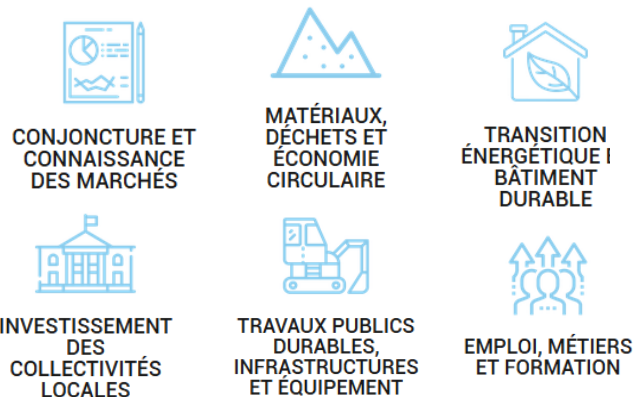 CONJONCTURE ET
CONNAISSANCE
DES MARCHÉS
MATÉRIAUX,
DÉCHETS ET
ÉCONOMIE
CIRCULAIRE
TRANSITION
ÉNERGÉTIQUE
BÂTIMENT
DURABLE
INVESTISSEMENT
DES
COLLECTIVITÉS
LOCALES
TRAVAUX PUBLICS
DURABLES,
INFRASTRUCTURES
ET ÉQUIPEMENT
EMPLOI, MÉTIERS
ET FORMATION